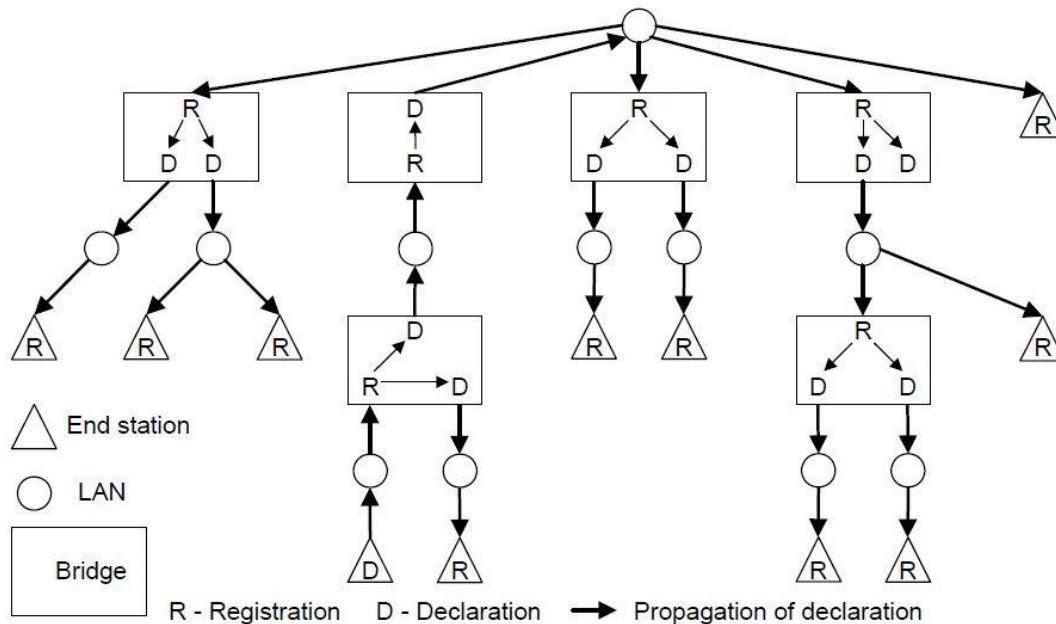 R R R R
D
R
D D R D D D D
R
R R R R R D R R
R D D D
End station
LAN
D R R R
Bridge
R - Registration D - Declaration Propagation of declaration